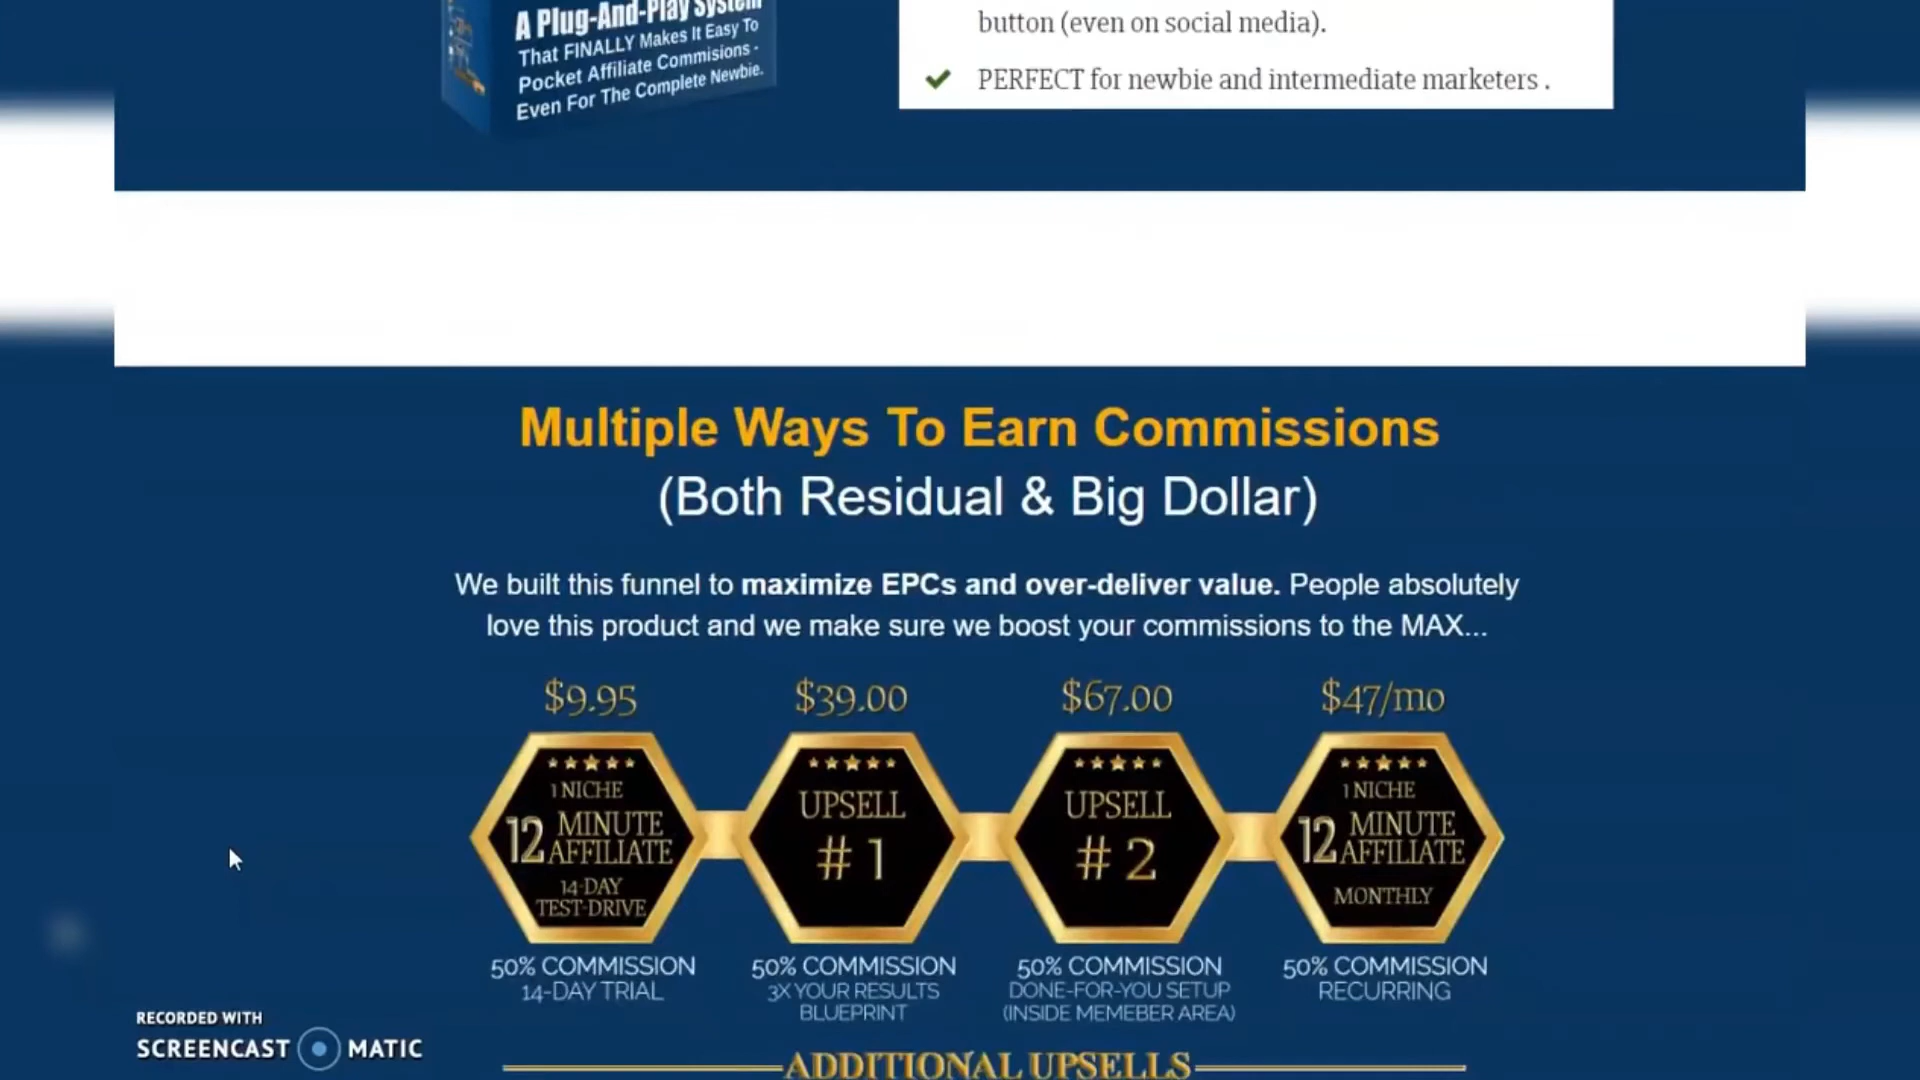 A Plug-And-Play System
That FINALLY Makes It Easy To
Pocket Affiliate Commisions -
Even For The Complete Newbie.
button (even on social media).
PERFECT for newbie and intermediate marketers .
Multiple Ways To Earn Commissions
(Both Residual & Big Dollar)
We built this funnel to maximize EPCs and over-deliver value. People absolutely
love this product and we make sure we boost your commissions to the MAX...
$9.95
1 NICHE
12 MINUTE AFFILIATE
14-DAY
TEST-DRIVE
50% COMMISSION
14-DAY TRIAL
$39.00
UPSELL
# 1
50% COMMISSION
3X YOUR RESULTS
BLUEPRINT
$67.00
UPSELL
# 2
50% COMMISSION
DONE-FOR-YOU SETUP
(INSIDE MEMEBER AREA)
$47/mo
1 NICHE
12 MINUTE AFFILIATE
MONTHLY
50% COMMISSION
RECURRING
ADDITIONAL UPSELLS
RECORDED WITH
SCREENCAST MATIC